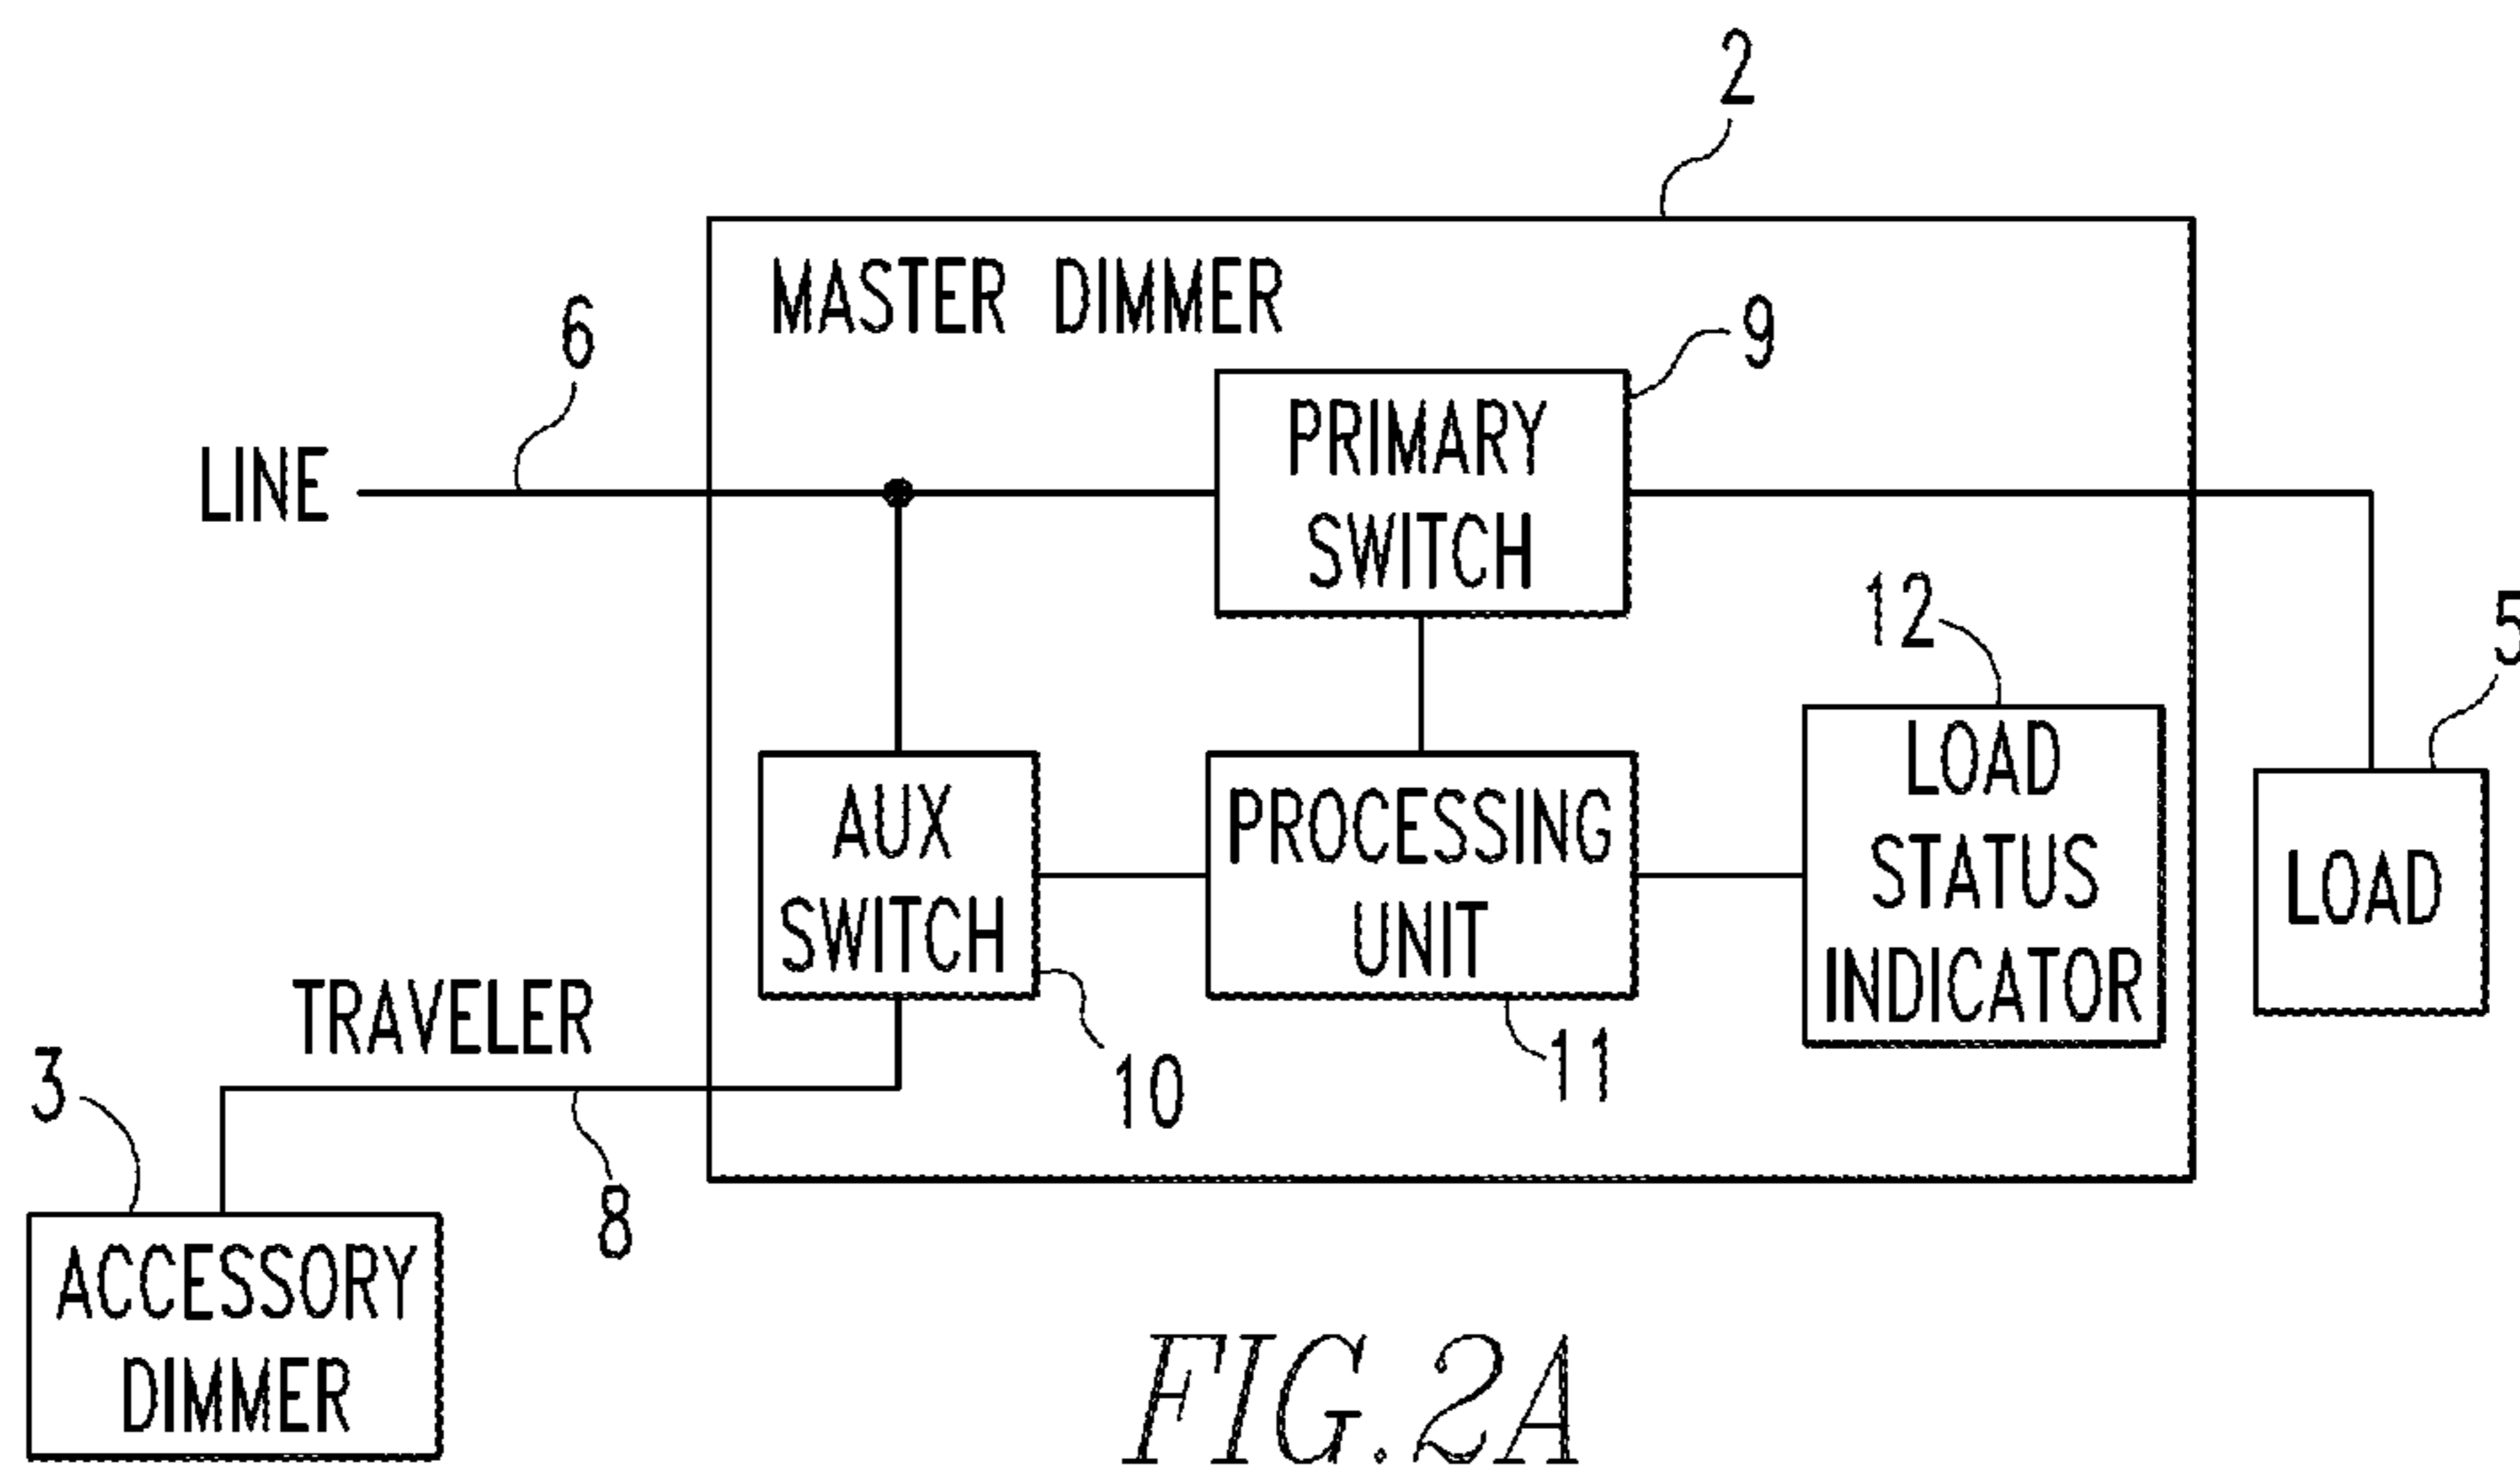 2
MASTER DIMMER
6
9
LINE
PRIMARY
SWITCH
12
5
AUX
SWITCH
PROCESSING
UNIT
LOAD
STATUS
INDICATOR
LOAD
TRAVELER
3
10
11
8
ACCESSORY
DIMMER
FIG. 2A